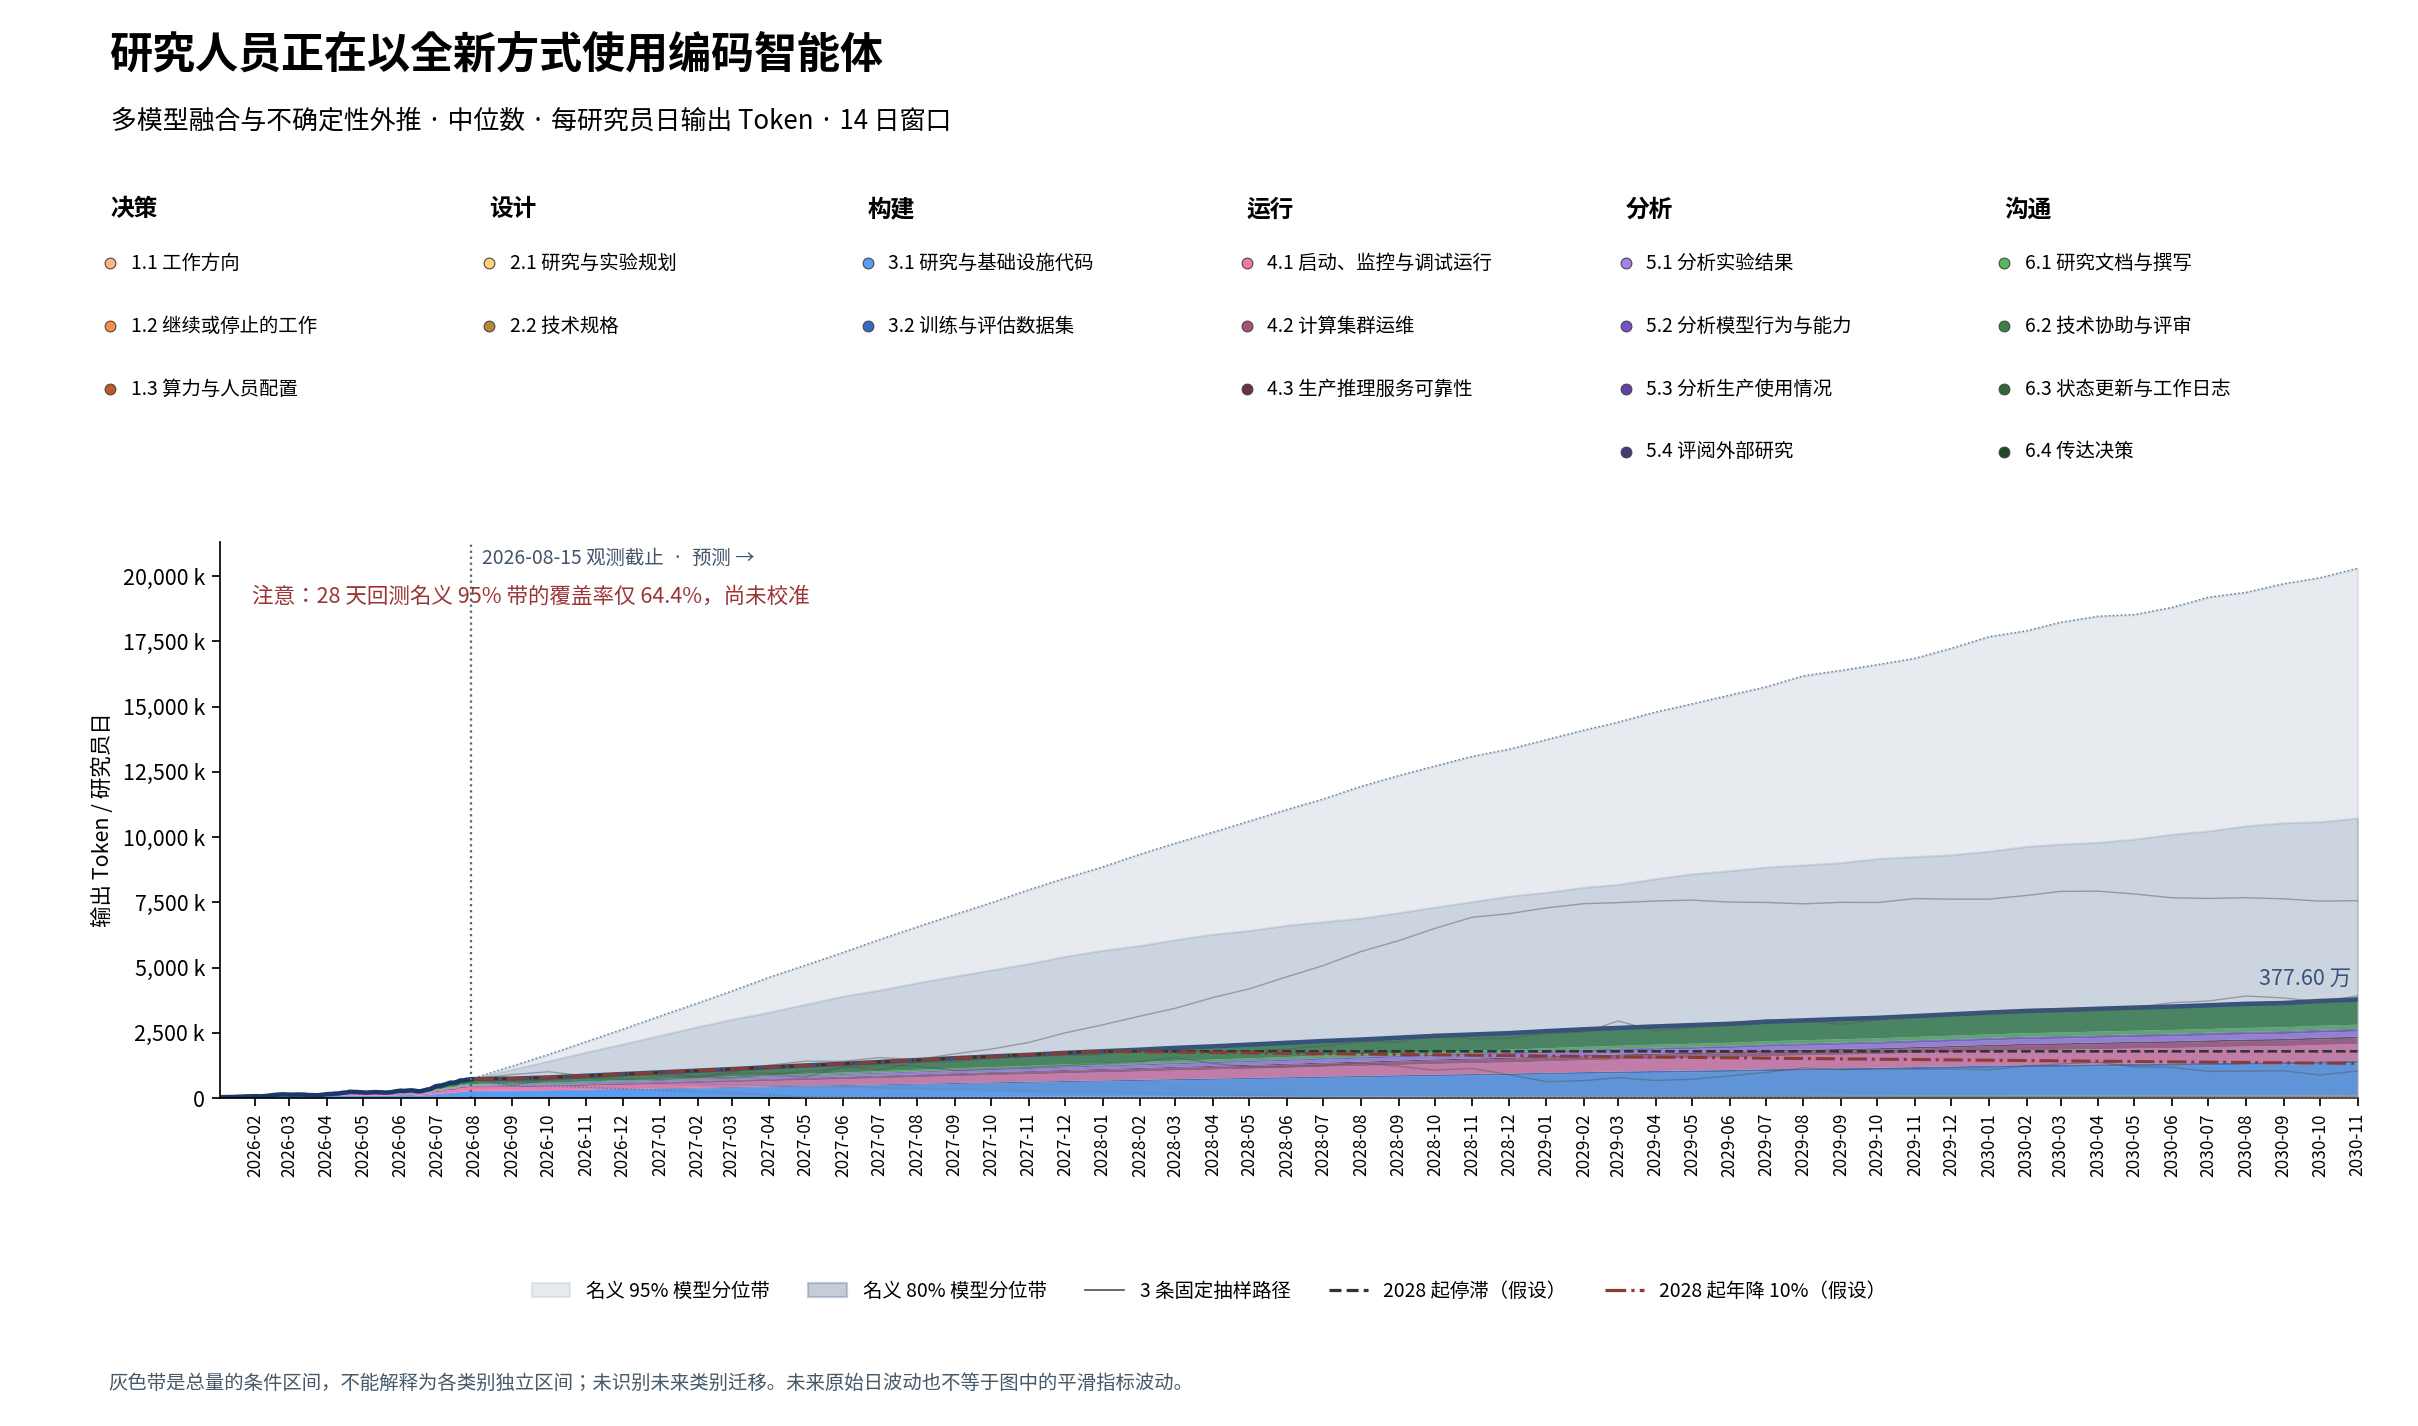 研究人员正在以全新方式使用编码智能体
多模型融合与不确定性外推 · 中位数 · 每研究员日输出 Token · 14 日窗口
决策
1.1 工作方向
1.2 继续或停止的工作
1.3 算力与人员配置
设计
2.1 研究与实验规划
2.2 技术规格
构建
3.1 研究与基础设施代码
3.2 训练与评估数据集
运行
4.1 启动、监控与调试运行
4.2 计算集群运维
4.3 生产推理服务可靠性
分析
5.1 分析实验结果
5.2 分析模型行为与能力
5.3 分析生产使用情况
5.4 评阅外部研究
沟通
6.1 研究文档与撰写
6.2 技术协助与评审
6.3 状态更新与工作日志
6.4 传达决策
2026-08-15 观测截止 · 预测 →
注意：28 天回测名义 95% 带的覆盖率仅 64.4%，尚未校准
输出 Token / 研究员日
20,000 k
17,500 k
15,000 k
12,500 k
10,000 k
7,500 k
5,000 k
2,500 k
0
377.60 万
2026-02
2026-03
2026-04
2026-05
2026-06
2026-07
2026-08
2026-09
2026-10
2026-11
2026-12
2027-01
2027-02
2027-03
2027-04
2027-05
2027-06
2027-07
2027-08
2027-09
2027-10
2027-11
2027-12
2028-01
2028-02
2028-03
2028-04
2028-05
2028-06
2028-07
2028-08
2028-09
2028-10
2028-11
2028-12
2029-01
2029-02
2029-03
2029-04
2029-05
2029-06
2029-07
2029-08
2029-09
2029-10
2029-11
2029-12
2030-01
2030-02
2030-03
2030-04
2030-05
2030-06
2030-07
2030-08
2030-09
2030-10
2030-11
名义 95% 模型分位带
名义 80% 模型分位带
3 条固定抽样路径
2028 起停滞（假设）
2028 起年降 10%（假设）
灰色带是总量的条件区间，不能解释为各类别独立区间；未识别未来类别迁移。未来原始日波动也不等于图中的平滑指标波动。